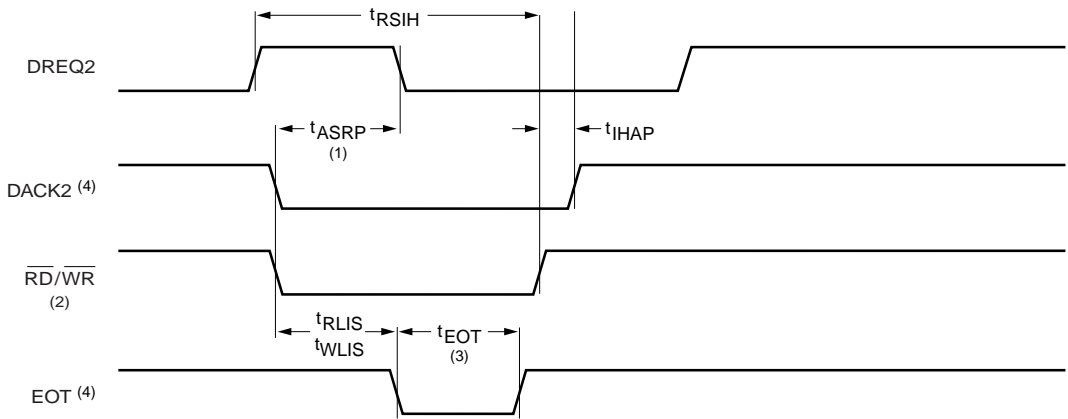 tRSIH
DREQ2
tASRP
(1)
tIHAP
DACK2 (4)
RD/WR
(2)
tRLIS
tWLIS
tEOT
(3)
EOT (4)